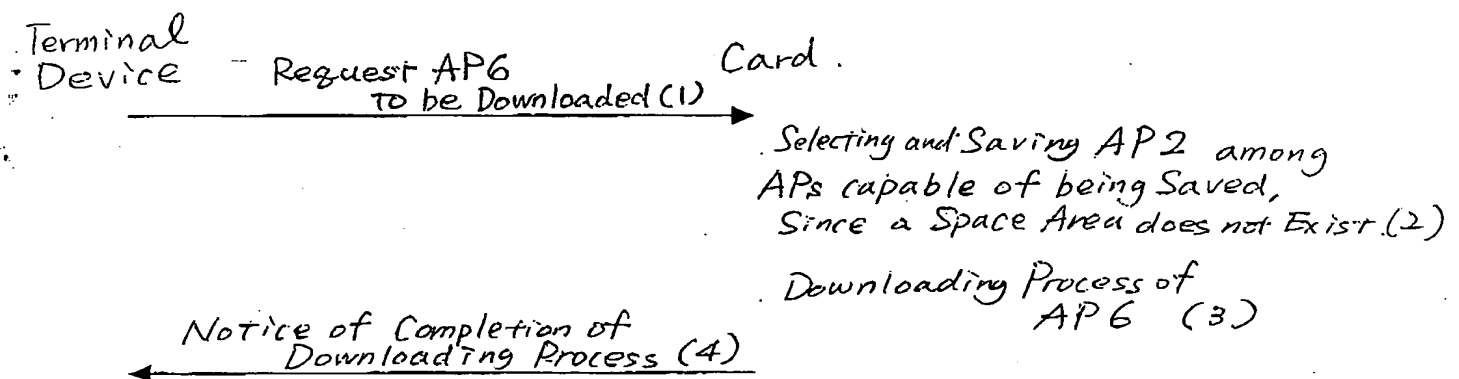 Terminal
Device
Card.
Request AP6
To be Downloaded (1)
Selecting and Saving AP2 among
APs capable of being Saved,
Since a Space Area does not Exist.(2)
Downloading Process of
AP6 (3)
Notice of Completion of
Downloading Process (4)